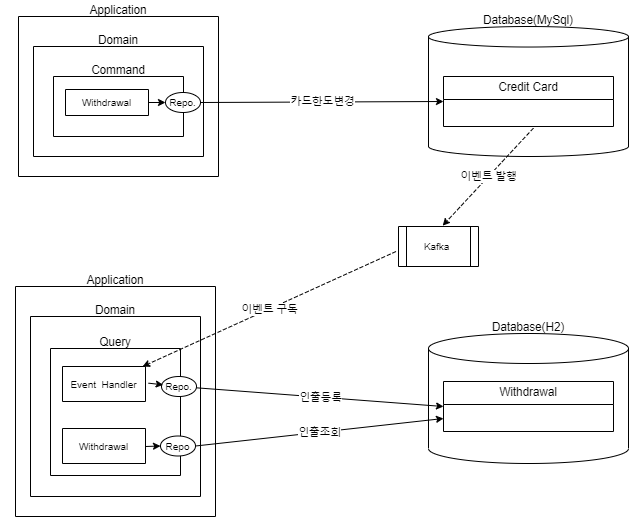 Application
Domain
Command
Withdrawal
Repo.
카드한도변경
Database(MySql)
Credit Card
이벤트 발행
Kafka
이벤트 구독
Application
Domain
Query
Event Handler
Repo.
인출등록
Withdrawal
Repo
인출조회
Database(H2)
Withdrawal